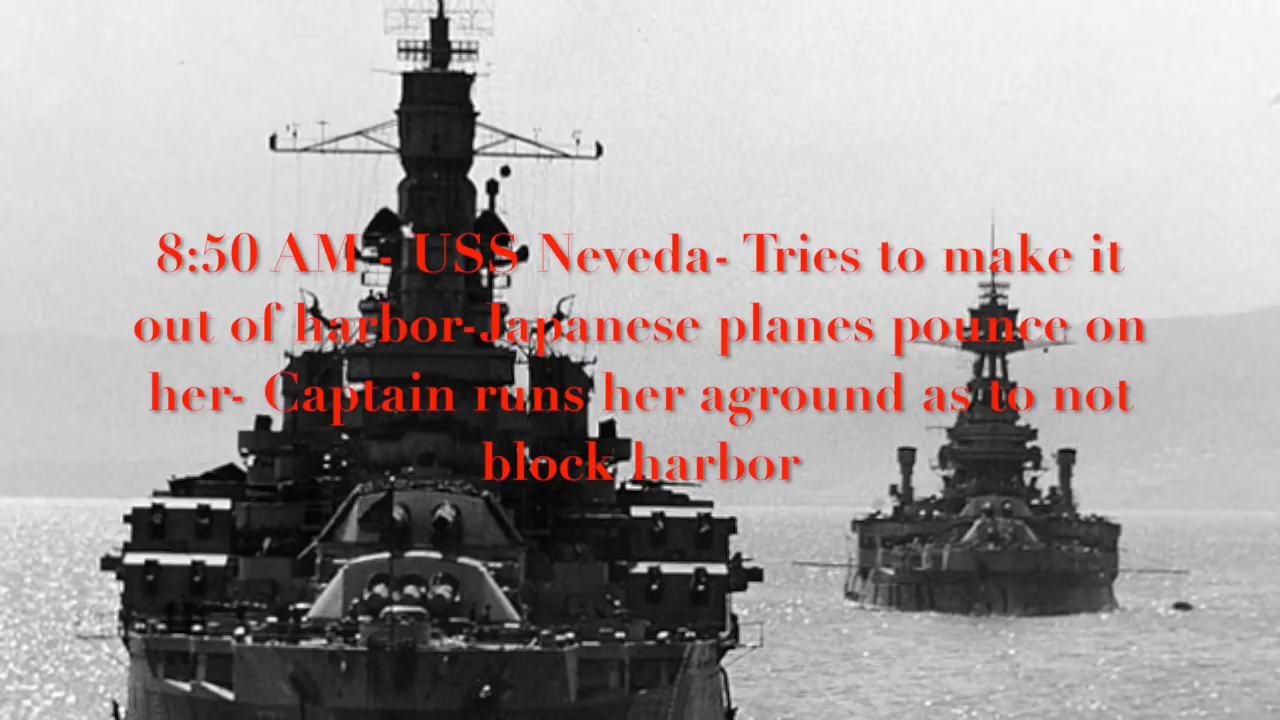 8:50 AM - USS Neveda- Tries to make it
out of harbor-Japanese planes pounce on
her- Captain runs her aground as to not
block harbor